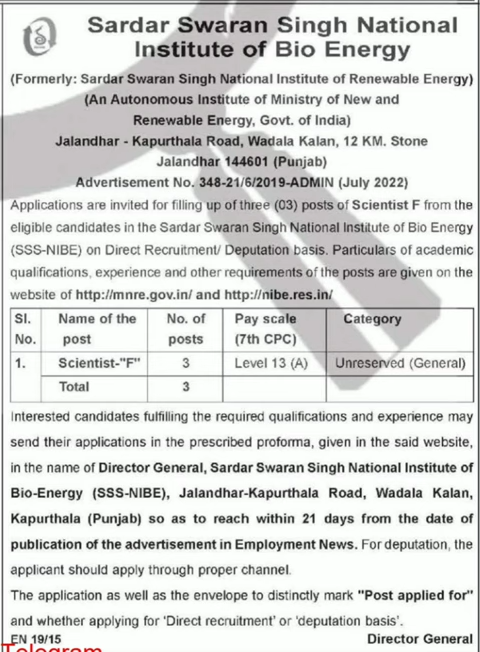 Sardar Swaran Singh National
Institute of Bio Energy
(Formerly: Sardar Swaran Singh National Institute of Renewable Energy)
(An Autonomous Institute of Ministry of New and
Renewable Energy, Govt. of India)
Jalandhar - Kapurthala Road, Wadala Kalan, 12 KM. Stone
Jalandhar 144601 (Punjab)
Advertisement No. 348-21/6/2019-ADMIN (July 2022)
Applications are invited for filling up of three (03) posts of Scientist F from the
eligible candidates in the Sardar Swaran Singh National Institute of Bio Energy
(SSS-NIBE) on Direct Recruitment/ Deputation basis. Particulars of academic
qualifications, experience and other requirements of the posts are given on the
website of http://mnre.gov.in/ and http://nibe.res.in/
Sl. No. Name of the post No. of posts Pay scale (7th CPC) Category
1. Scientist-"F" 3 Level 13 (A) Unreserved (General)
Total 3
Interested candidates fulfilling the required qualifications and experience may
send their applications in the prescribed proforma, given in the said website,
in the name of Director General, Sardar Swaran Singh National Institute of
Bio-Energy (SSS-NIBE), Jalandhar-Kapurthala Road, Wadala Kalan,
Kapurthala (Punjab) so as to reach within 21 days from the date of
publication of the advertisement in Employment News. For deputation, the
applicant should apply through proper channel.
The application as well as the envelope to distinctly mark "Post applied for"
and whether applying for 'Direct recruitment' or 'deputation basis'.
EN 19/15 Director General
Telegram